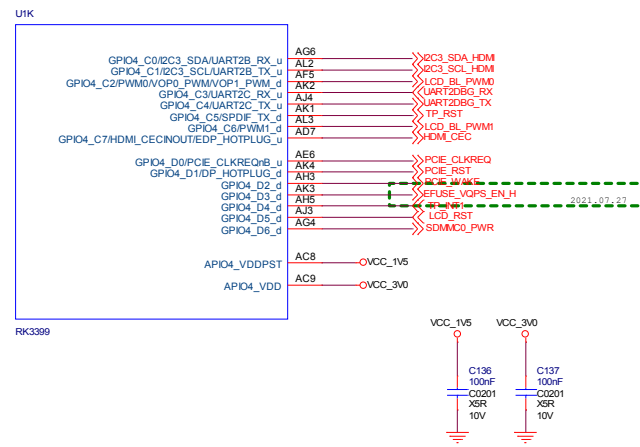 U1K
GPIO4_C0/I2C3_SDA/UART2B_RX_u AG6 I2C3_SDA_HDMI
GPIO4_C1/I2C3_SCL/UART2B_TX_u AL2 I2C3_SCL_HDMI
GPIO4_C2/PWM0/VOP0_PWM/VOP1_PWM_d AF5 LCD_BL_PWM0
GPIO4_C3/UART2C_RX_u AK2 UART2DBG_RX
GPIO4_C4/UART2C_TX_u AJ4 UART2DBG_TX
GPIO4_C5/SPDIF_TX_d AK1 TP_RST
GPIO4_C6/PWM1_d AL3 LCD_BL_PWM1
GPIO4_C7/HDMI_CECINOUT/EDP_HOTPLUG_u AD7 HDMI_CEC
GPIO4_D0/PCIE_CLKREQnB_u AE6 PCIE_CLKREQ
GPIO4_D1/DP_HOTPLUG_d AK4 PCIE_RST
GPIO4_D2_d AH3 PCIE_WAKE
GPIO4_D3_d AK3 EFUSE_VQPS_EN_H
GPIO4_D4_d AH5 TP_INT1 2021.07.27
GPIO4_D5_d AJ3 LCD_RST
GPIO4_D6_d AG4 SDMMC0_PWR
APIO4_VDDPST AC8 VCC_1V5
APIO4_VDD AC9 VCC_3V0
RK3399
VCC_1V5 VCC_3V0
C136 C137
100nF 100nF
C0201 C0201
X5R X5R
10V 10V